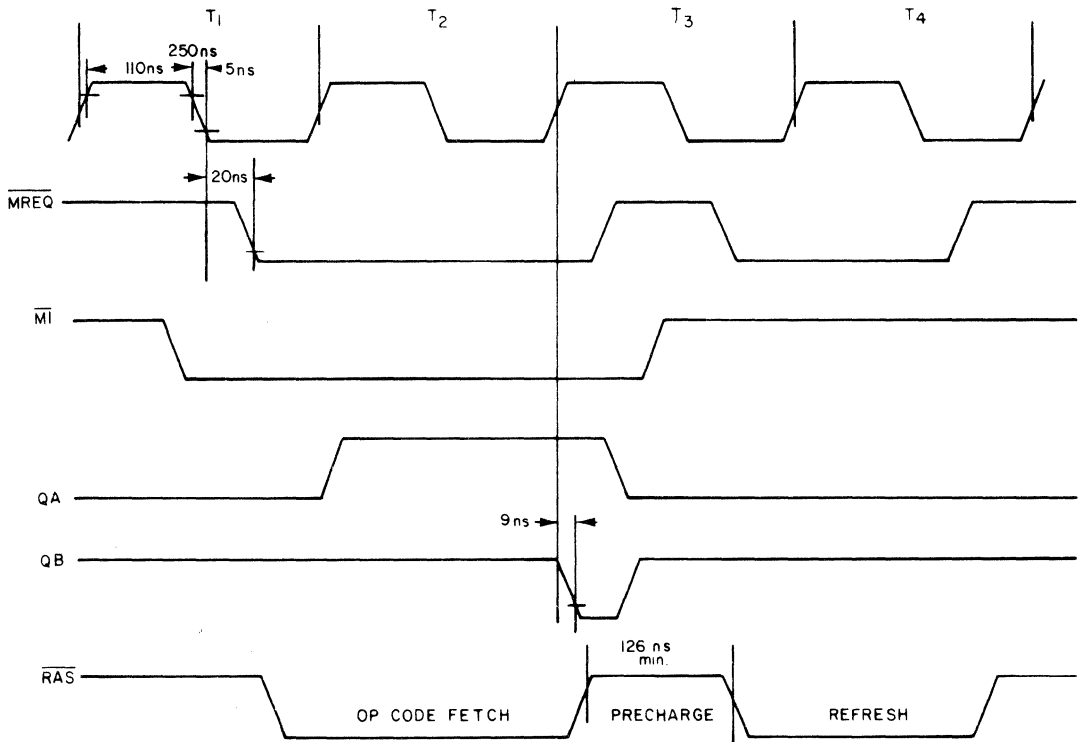 T1 T2 T3 T4
250ns
110ns 5ns
20ns
MREQ
M1
QA
9ns
QB
126 ns
min.
RAS
OP CODE FETCH PRECHARGE REFRESH